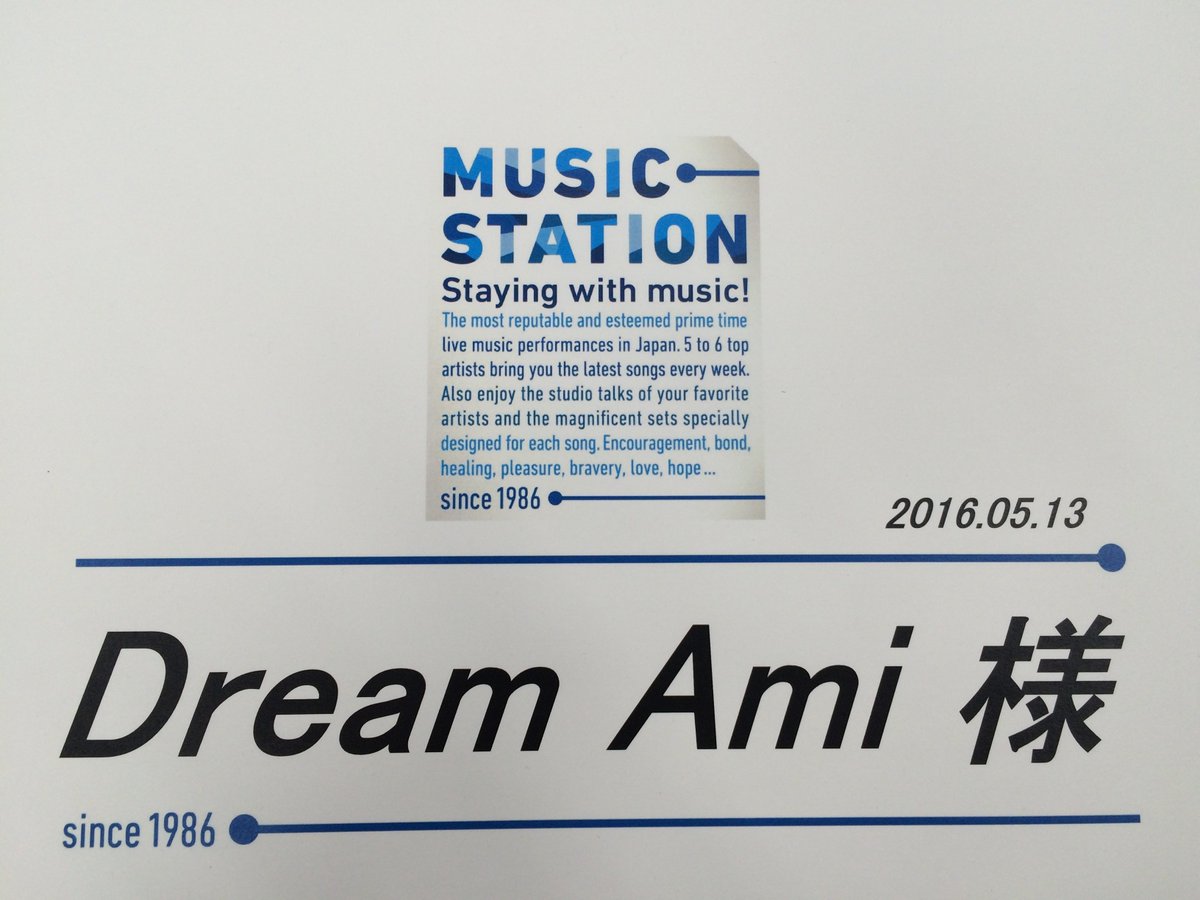 MUSIC
STATION
Staying with music!
The most reputable and esteemed prime time
live music performances in Japan. 5 to 6 top
artists bring you the latest songs every week.
Also enjoy the studio talks of your favorite
artists and the magnificent sets specially
designed for each song. Encouragement, bond,
healing, pleasure, bravery, love, hope...
since 1986
2016.05.13
Dream Ami 様
since 1986